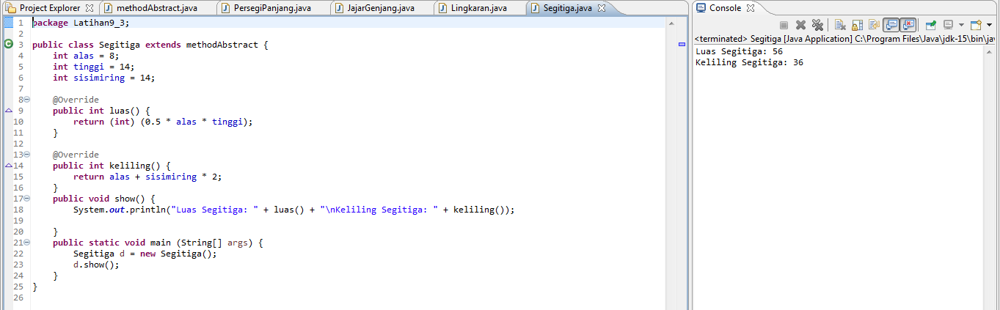 Project Explorer methodAbstract.java PersegiPanjang.java JajarGenjang.java Lingkaran.java Segitiga.java
1 package Latihan9_3;
2
3 public class Segitiga extends methodAbstract {
4 int alas = 8;
5 int tinggi = 14;
6 int sisimiring = 14;
7
8 @Override
9 public int luas() {
10 return (int) (0.5 * alas * tinggi);
11 }
12
13 @Override
14 public int keliling() {
15 return alas + sisimiring * 2;
16 }
17 public void show() {
18 System.out.println("Luas Segitiga: " + luas() + "\nKeliling Segitiga: " + keliling());
19
20 }
21 public static void main (String[] args) {
22 Segitiga d = new Segitiga();
23 d.show();
24 }
25 }
26
Console
<terminated> Segitiga [Java Application] C:\Program Files\Java\jdk-15\bin\jav
Luas Segitiga: 56
Keliling Segitiga: 36